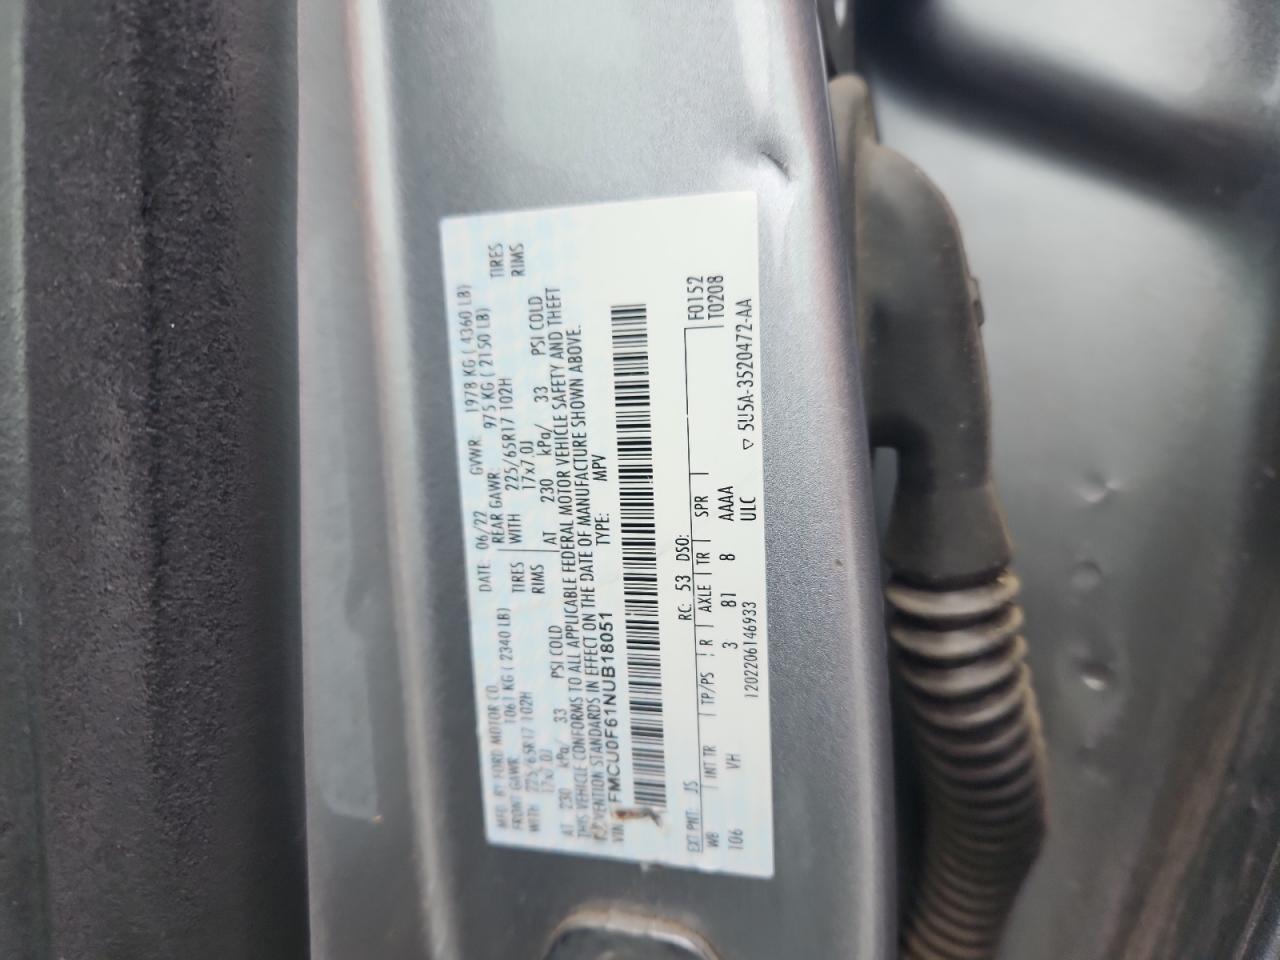 MFD. BY FORD MOTOR CO. DATE: 06/22 GVWR: 1978 KG ( 4360 LB)
FRONT GAWR: 1061 KG ( 2340 LB) REAR GAWR: 975 KG ( 2150 LB)
WITH 225/65R17 102H TIRES WITH 225/65R17 102H TIRES
17x7.0J RIMS 17x7.0J RIMS
AT 230 kPa/ 33 PSI COLD AT 230 kPa/ 33 PSI COLD
THIS VEHICLE CONFORMS TO ALL APPLICABLE FEDERAL MOTOR VEHICLE SAFETY AND THEFT
PREVENTION STANDARDS IN EFFECT ON THE DATE OF MANUFACTURE SHOWN ABOVE.
VIN: FMCU0F61NUB18051 TYPE: MPV
EXT PNT: JS RC: 53 DSO: F0152
WB INT TR TP/PS R AXLE TR SPR T0208
106 VH 3 81 8 AAAA
1202206146933 ULC ▽ 5U5A-3520472-AA